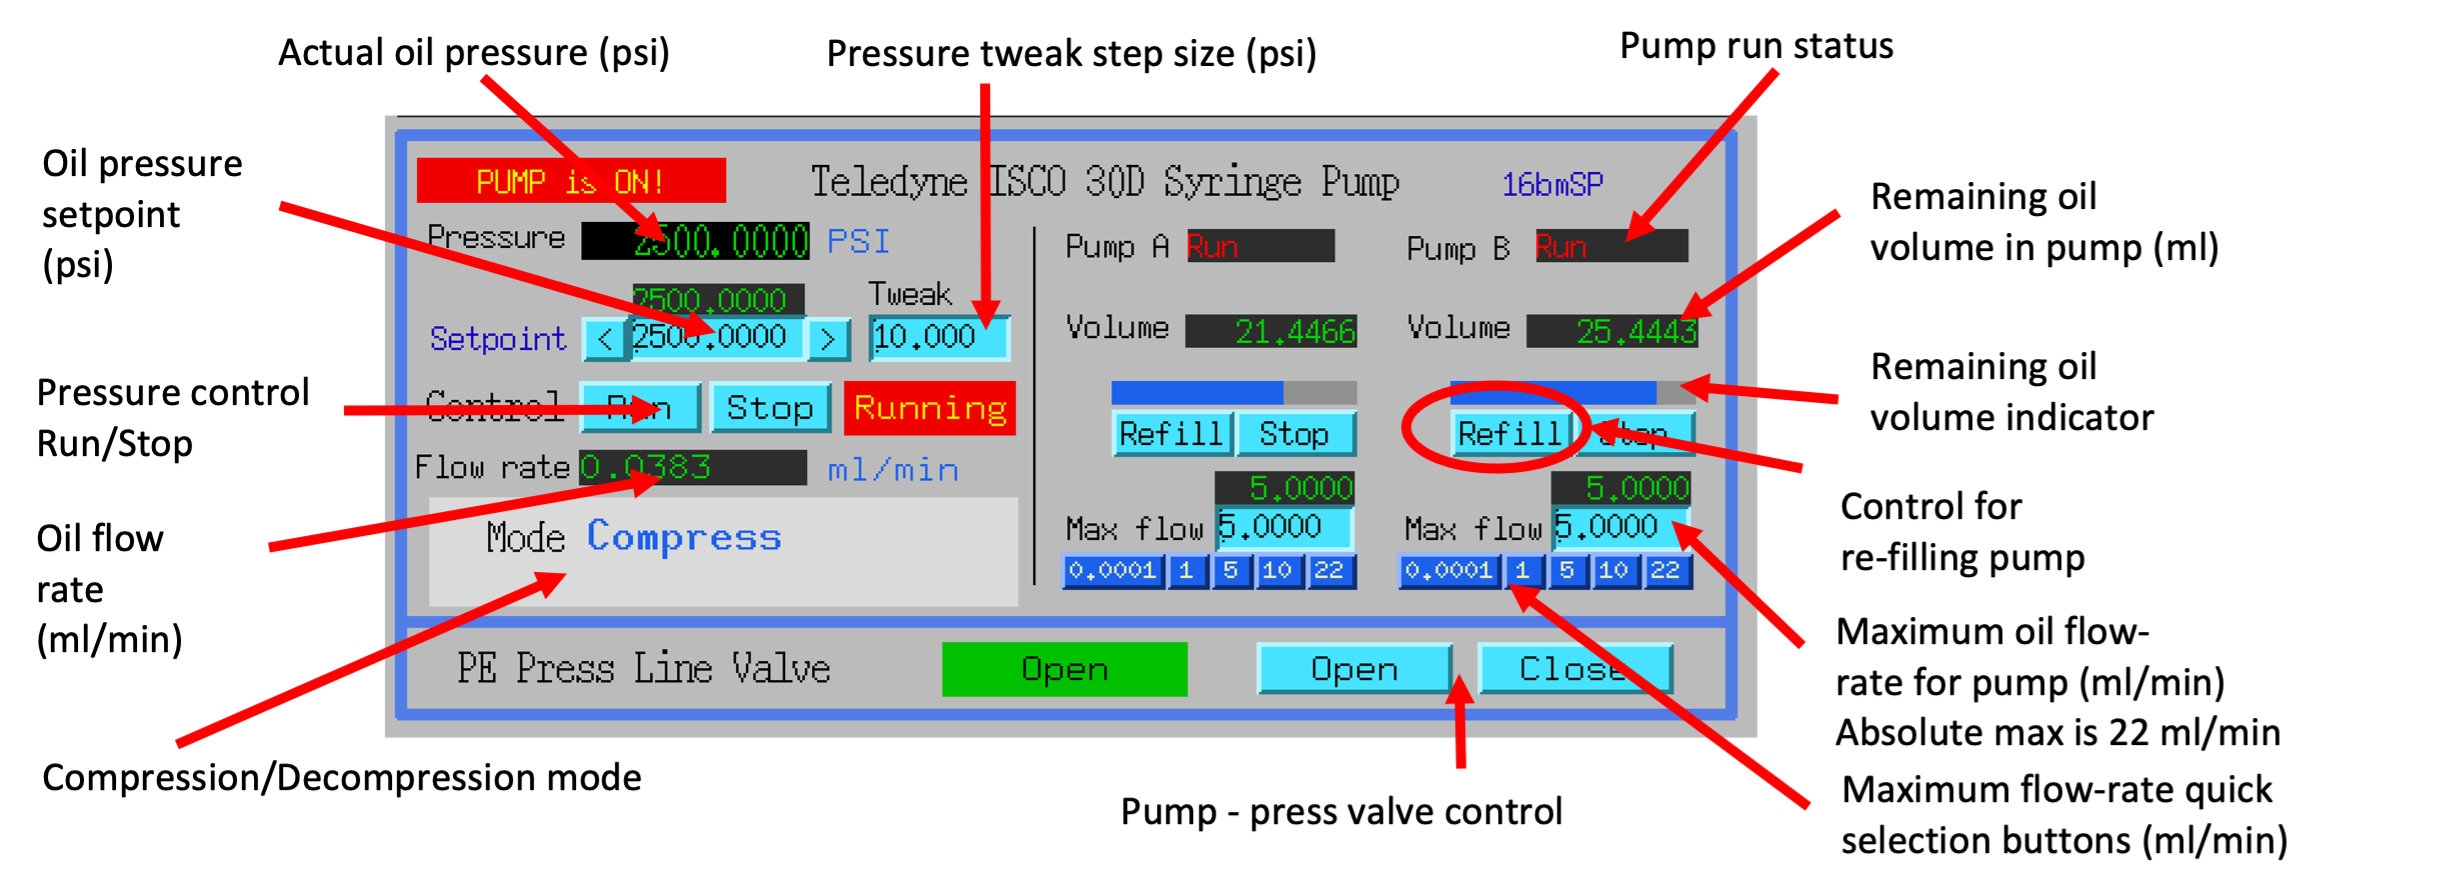 Actual oil pressure (psi)
Pressure tweak step size (psi)
Pump run status
Oil pressure
setpoint
(psi)
Pressure control
Run/Stop
Oil flow
rate
(ml/min)
Compression/Decompression mode
PUMP is ON!
Teledyne ISCO 30D Syringe Pump
16bmSP
Pressure 2500.0000 PSI
2500.0000
Tweak
Setpoint < 2500.0000 > 10.000
Control Run Stop Running
Flow rate 0.0383 ml/min
Mode Compress
Pump A Run
Volume 21.4466
Refill Stop
5.0000
Max flow 5.0000
0.0001 1 5 10 22
Pump B Run
Volume 25.4443
Refill Stop
5.0000
Max flow 5.0000
0.0001 1 5 10 22
PE Press Line Valve Open Open Close
Pump - press valve control
Remaining oil
volume in pump (ml)
Remaining oil
volume indicator
Control for
re-filling pump
Maximum oil flow-
rate for pump (ml/min)
Absolute max is 22 ml/min
Maximum flow-rate quick
selection buttons (ml/min)